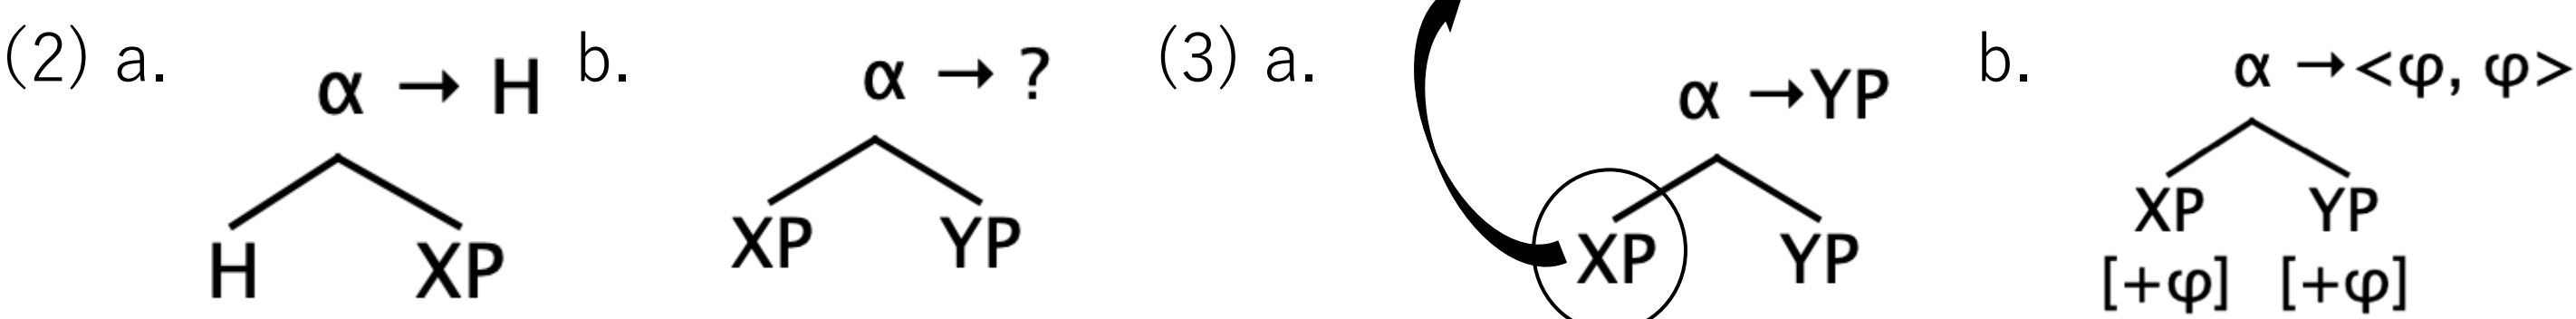 (2) a. α → H b. α → ? (3) a. α → YP b. α → <φ, φ>
H XP XP YP XP YP XP YP
[+φ] [+φ]